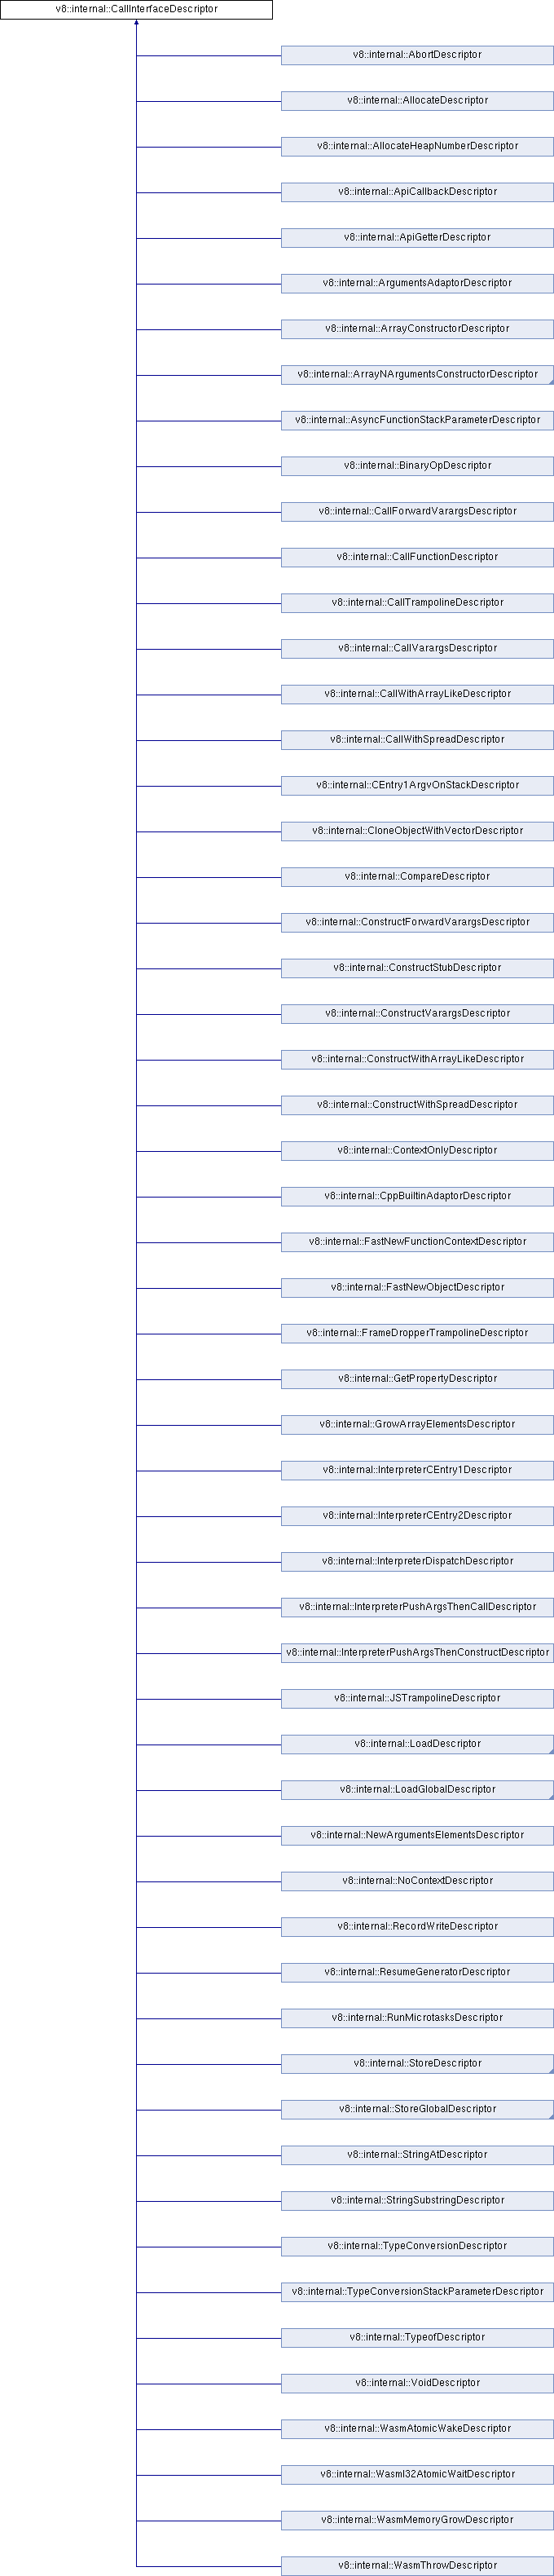 v8::internal::CallInterfaceDescriptor
v8::internal::AbortDescriptor
v8::internal::AllocateDescriptor
v8::internal::AllocateHeapNumberDescriptor
v8::internal::ApiCallbackDescriptor
v8::internal::ApiGetterDescriptor
v8::internal::ArgumentsAdaptorDescriptor
v8::internal::ArrayConstructorDescriptor
v8::internal::ArrayNArgumentsConstructorDescriptor
v8::internal::AsyncFunctionStackParameterDescriptor
v8::internal::BinaryOpDescriptor
v8::internal::CallForwardVarargsDescriptor
v8::internal::CallFunctionDescriptor
v8::internal::CallTrampolineDescriptor
v8::internal::CallVarargsDescriptor
v8::internal::CallWithArrayLikeDescriptor
v8::internal::CallWithSpreadDescriptor
v8::internal::CEntry1ArgvOnStackDescriptor
v8::internal::CloneObjectWithVectorDescriptor
v8::internal::CompareDescriptor
v8::internal::ConstructForwardVarargsDescriptor
v8::internal::ConstructStubDescriptor
v8::internal::ConstructVarargsDescriptor
v8::internal::ConstructWithArrayLikeDescriptor
v8::internal::ConstructWithSpreadDescriptor
v8::internal::ContextOnlyDescriptor
v8::internal::CppBuiltinAdaptorDescriptor
v8::internal::FastNewFunctionContextDescriptor
v8::internal::FastNewObjectDescriptor
v8::internal::FrameDropperTrampolineDescriptor
v8::internal::GetPropertyDescriptor
v8::internal::GrowArrayElementsDescriptor
v8::internal::InterpreterCEntry1Descriptor
v8::internal::InterpreterCEntry2Descriptor
v8::internal::InterpreterDispatchDescriptor
v8::internal::InterpreterPushArgsThenCallDescriptor
v8::internal::InterpreterPushArgsThenConstructDescriptor
v8::internal::JSTrampolineDescriptor
v8::internal::LoadDescriptor
v8::internal::LoadGlobalDescriptor
v8::internal::NewArgumentsElementsDescriptor
v8::internal::NoContextDescriptor
v8::internal::RecordWriteDescriptor
v8::internal::ResumeGeneratorDescriptor
v8::internal::RunMicrotasksDescriptor
v8::internal::StoreDescriptor
v8::internal::StoreGlobalDescriptor
v8::internal::StringAtDescriptor
v8::internal::StringSubstringDescriptor
v8::internal::TypeConversionDescriptor
v8::internal::TypeConversionStackParameterDescriptor
v8::internal::TypeofDescriptor
v8::internal::VoidDescriptor
v8::internal::WasmAtomicWakeDescriptor
v8::internal::WasmI32AtomicWaitDescriptor
v8::internal::WasmMemoryGrowDescriptor
v8::internal::WasmThrowDescriptor